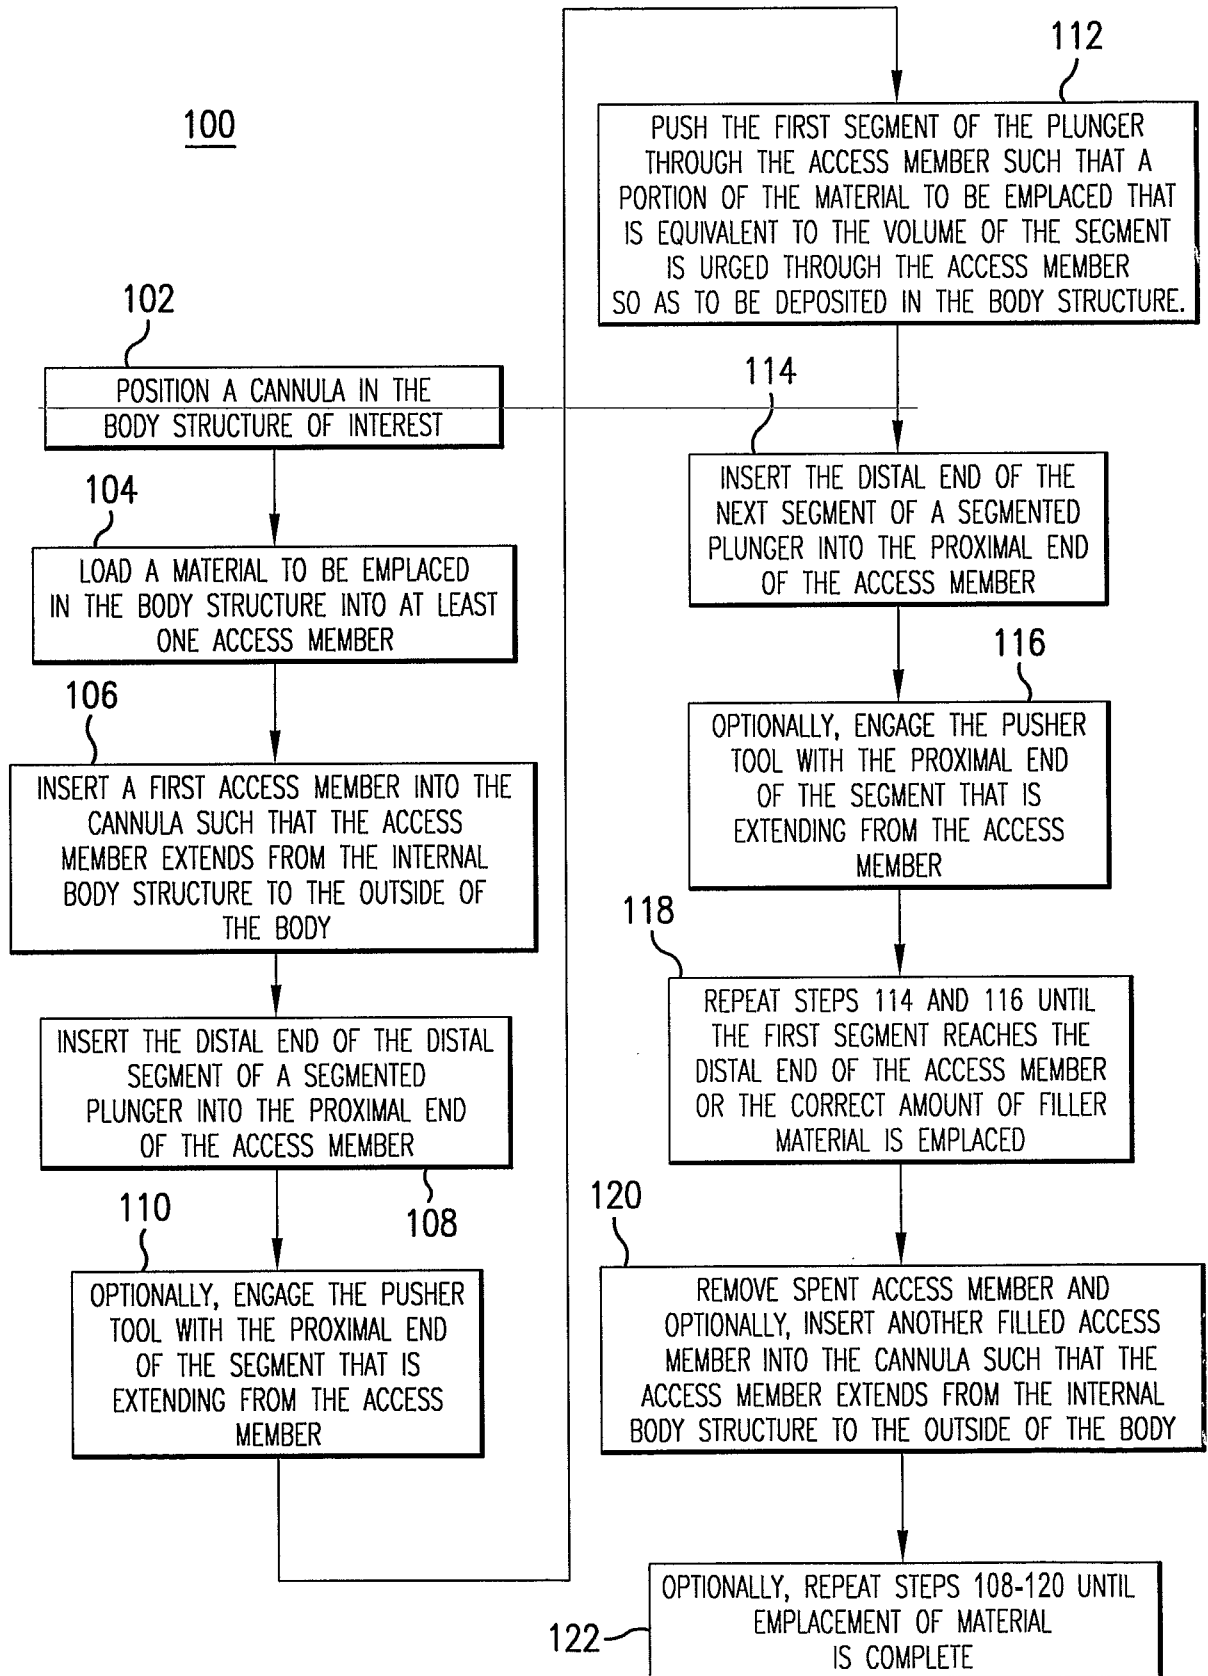 100
102
POSITION A CANNULA IN THE
BODY STRUCTURE OF INTEREST
104
LOAD A MATERIAL TO BE EMPLACED
IN THE BODY STRUCTURE INTO AT LEAST
ONE ACCESS MEMBER
106
INSERT A FIRST ACCESS MEMBER INTO THE
CANNULA SUCH THAT THE ACCESS
MEMBER EXTENDS FROM THE INTERNAL
BODY STRUCTURE TO THE OUTSIDE OF
THE BODY
INSERT THE DISTAL END OF THE DISTAL
SEGMENT OF A SEGMENTED
PLUNGER INTO THE PROXIMAL END
OF THE ACCESS MEMBER
108
110
OPTIONALLY, ENGAGE THE PUSHER
TOOL WITH THE PROXIMAL END
OF THE SEGMENT THAT IS
EXTENDING FROM THE ACCESS
MEMBER
112
PUSH THE FIRST SEGMENT OF THE PLUNGER
THROUGH THE ACCESS MEMBER SUCH THAT A
PORTION OF THE MATERIAL TO BE EMPLACED THAT
IS EQUIVALENT TO THE VOLUME OF THE SEGMENT
IS URGED THROUGH THE ACCESS MEMBER
SO AS TO BE DEPOSITED IN THE BODY STRUCTURE.
114
INSERT THE DISTAL END OF THE
NEXT SEGMENT OF A SEGMENTED
PLUNGER INTO THE PROXIMAL END
OF THE ACCESS MEMBER
116
OPTIONALLY, ENGAGE THE PUSHER
TOOL WITH THE PROXIMAL END
OF THE SEGMENT THAT IS
EXTENDING FROM THE ACCESS
MEMBER
118
REPEAT STEPS 114 AND 116 UNTIL
THE FIRST SEGMENT REACHES THE
DISTAL END OF THE ACCESS MEMBER
OR THE CORRECT AMOUNT OF FILLER
MATERIAL IS EMPLACED
120
REMOVE SPENT ACCESS MEMBER AND
OPTIONALLY, INSERT ANOTHER FILLED ACCESS
MEMBER INTO THE CANNULA SUCH THAT THE
ACCESS MEMBER EXTENDS FROM THE INTERNAL
BODY STRUCTURE TO THE OUTSIDE OF THE BODY
OPTIONALLY, REPEAT STEPS 108-120 UNTIL
EMPLACEMENT OF MATERIAL
IS COMPLETE
122